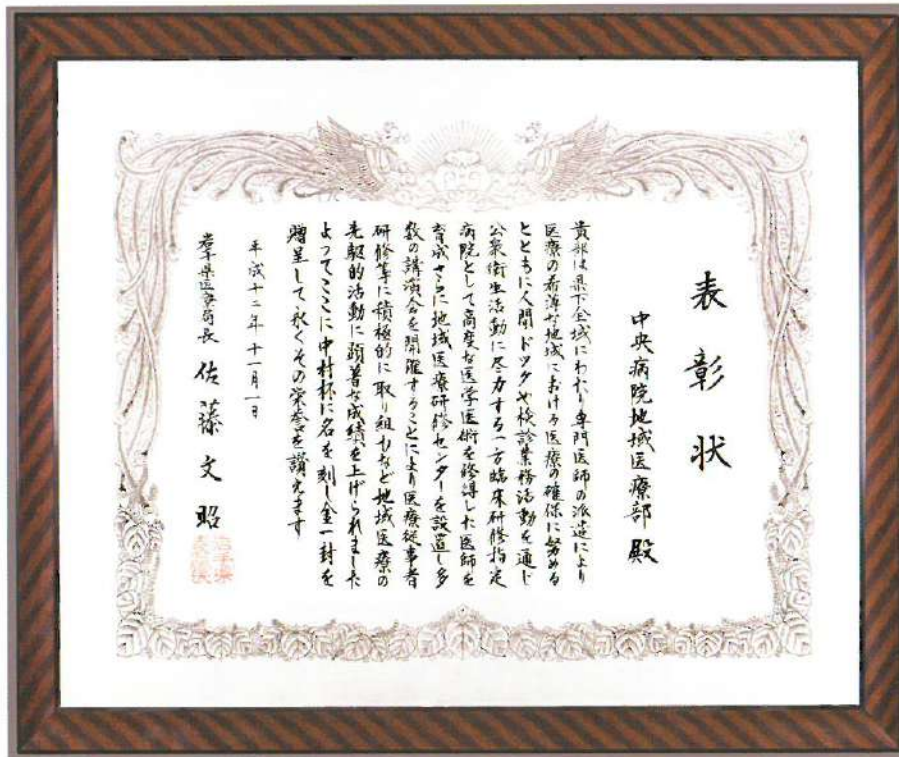 表彰状
中央病院地域医療部 殿
貴部は県下全域にわたり専門医師の派遣により
医療の希薄な地域における医療の確保に努める
とともに人間ドックや検診業務活動を通じ
公衆衛生活動に尽力する一方臨床研修指定
病院として高度な医学医術を修得した医師を
育成さらに地域医療研修センターを設置し多
数の講演会を開催することにより医療従事者
研修等に積極的に取り組むなど地域医療の
先駆的活動に顕著な成績を上げられました
よってここに中村杯に名を刻し金一封を
贈呈して永くその栄誉を讃えます
平成十二年十一月一日
岩手県医療局長 佐藤文昭